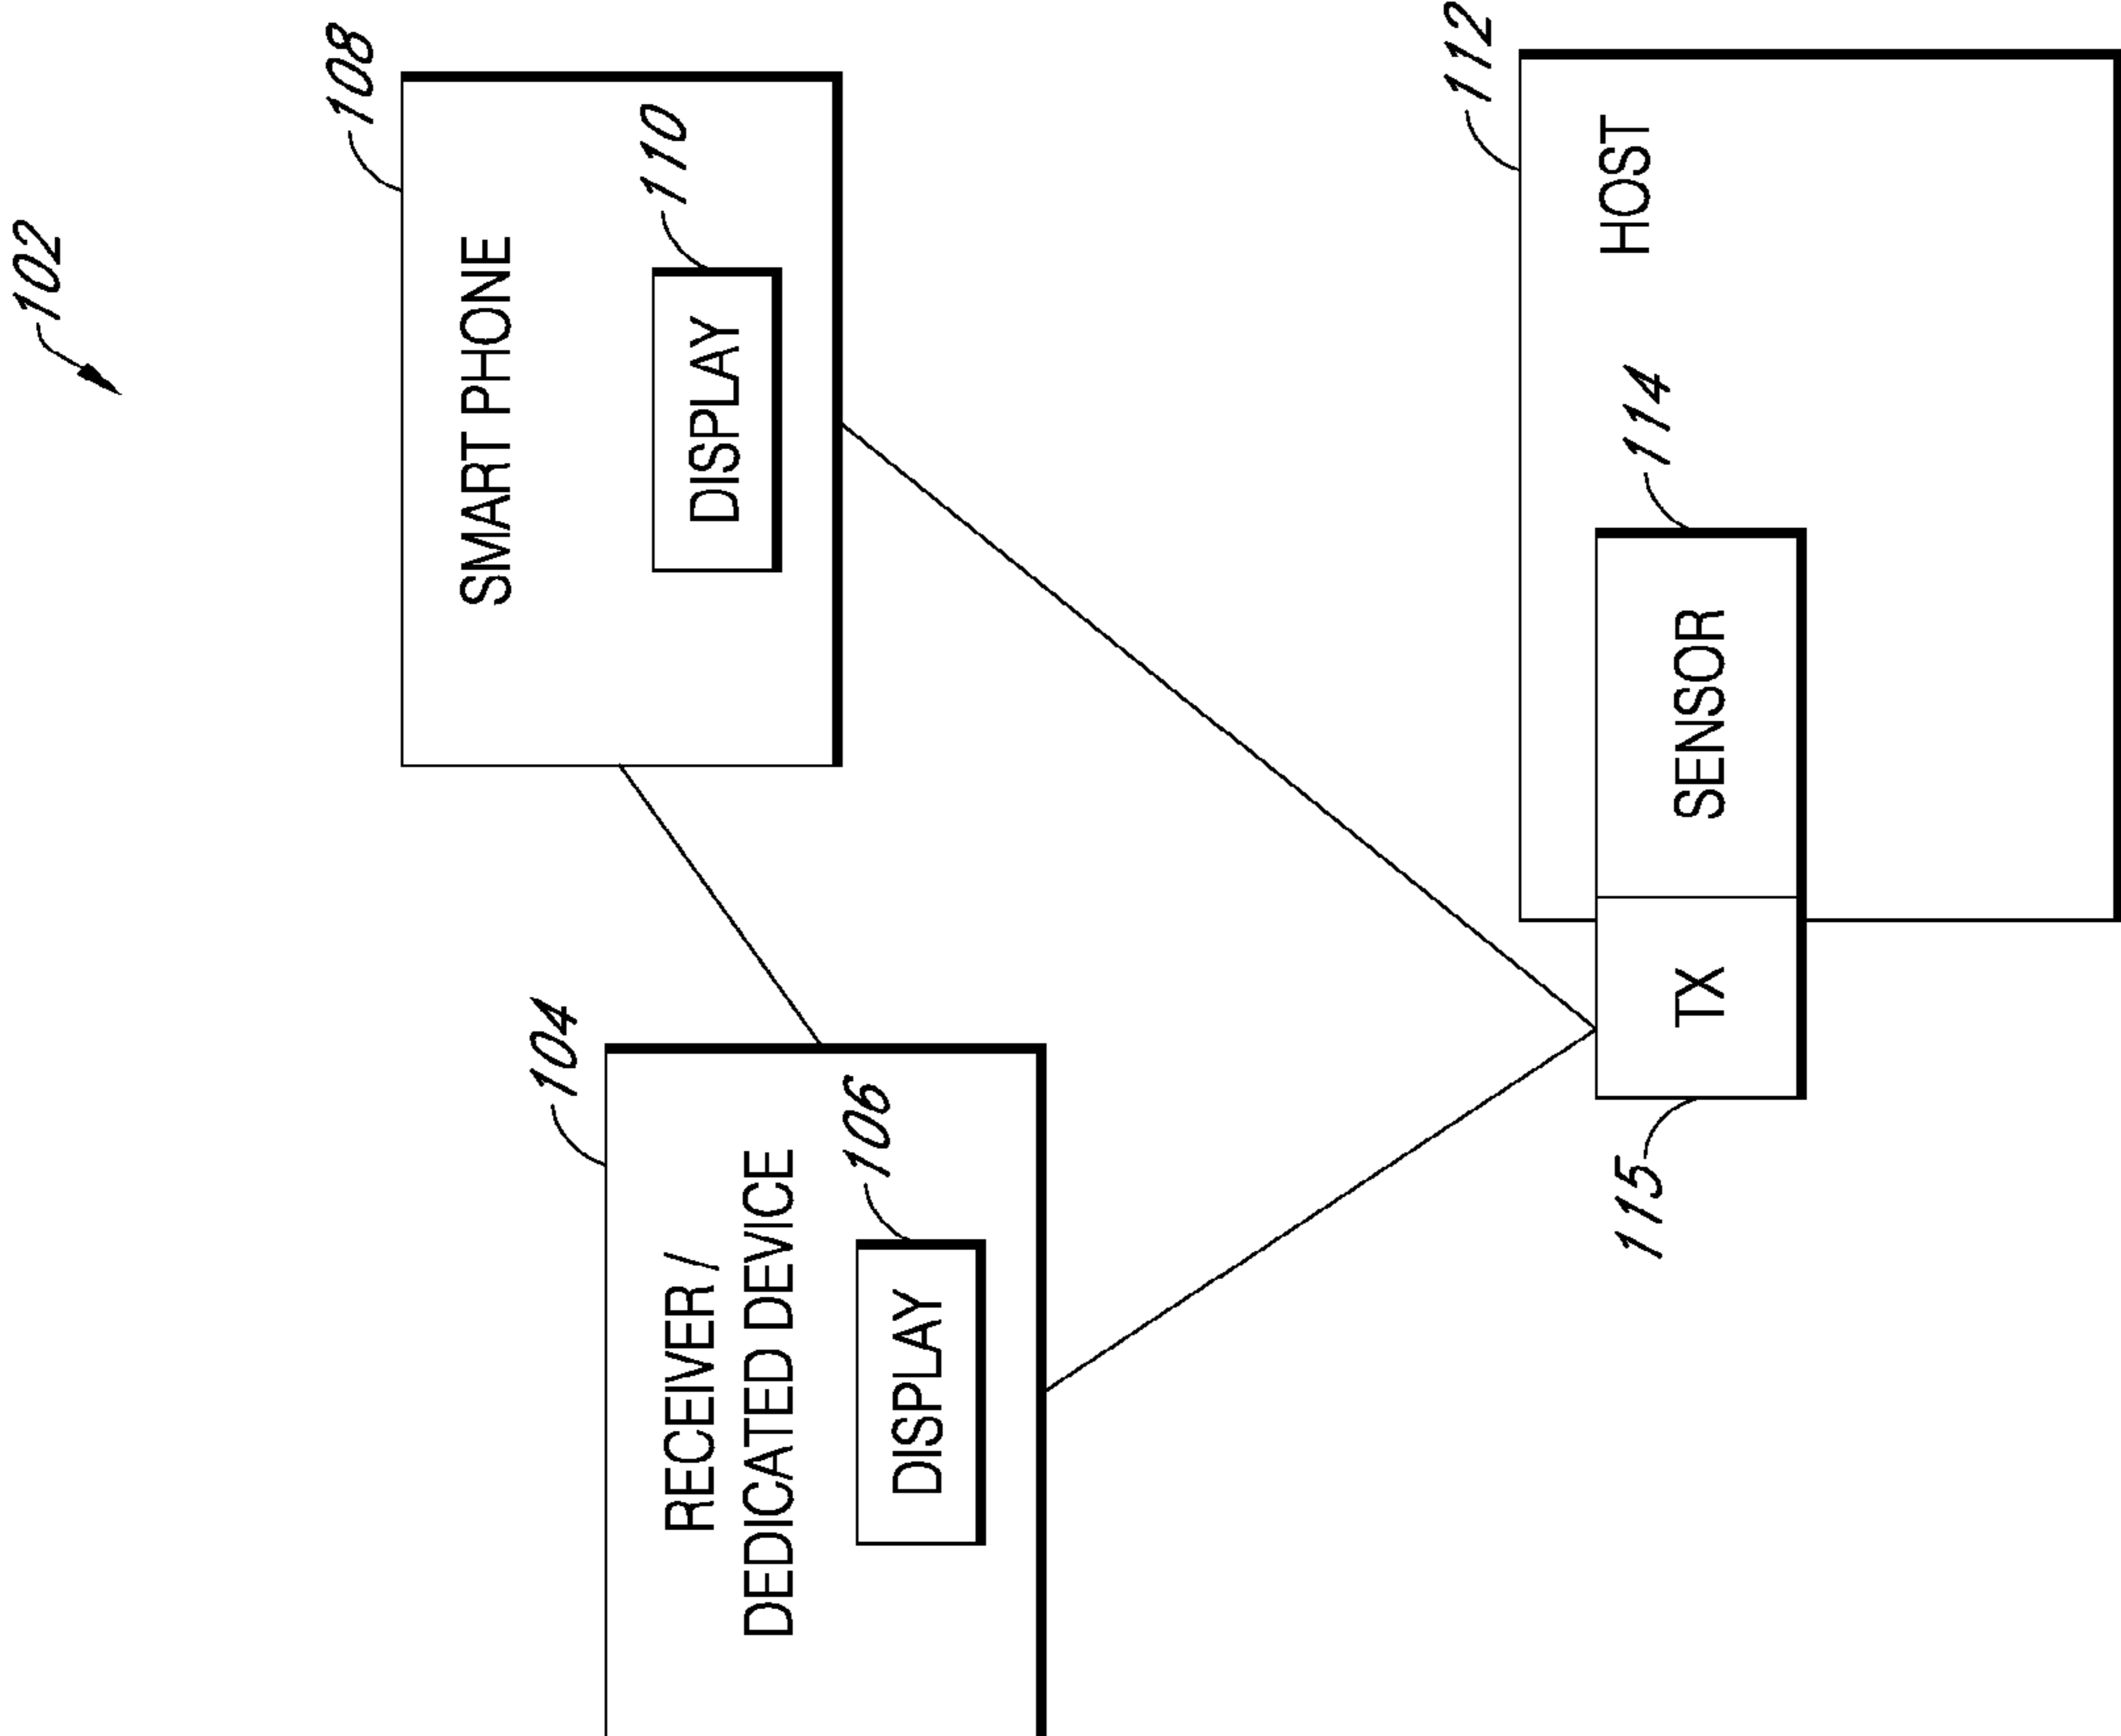 102
108
SMART PHONE
110
DISPLAY
104
RECEIVER /
DEDICATED DEVICE
106
DISPLAY
112
HOST
114
SENSOR
TX
115